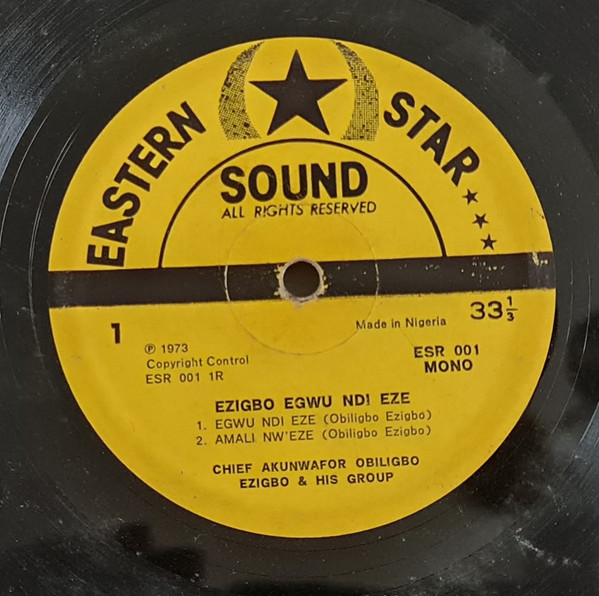 EASTERN STAR
SOUND
ALL RIGHTS RESERVED
1
Made in Nigeria
33 1/3
℗ 1973
Copyright Control
ESR 001 1R
ESR 001
MONO
EZIGBO EGWU NDI EZE
1. EGWU NDI EZE (Obiligbo Ezigbo)
2. AMALI NW'EZE (Obiligbo Ezigbo)
CHIEF AKUNWAFOR OBILIGBO
EZIGBO & HIS GROUP